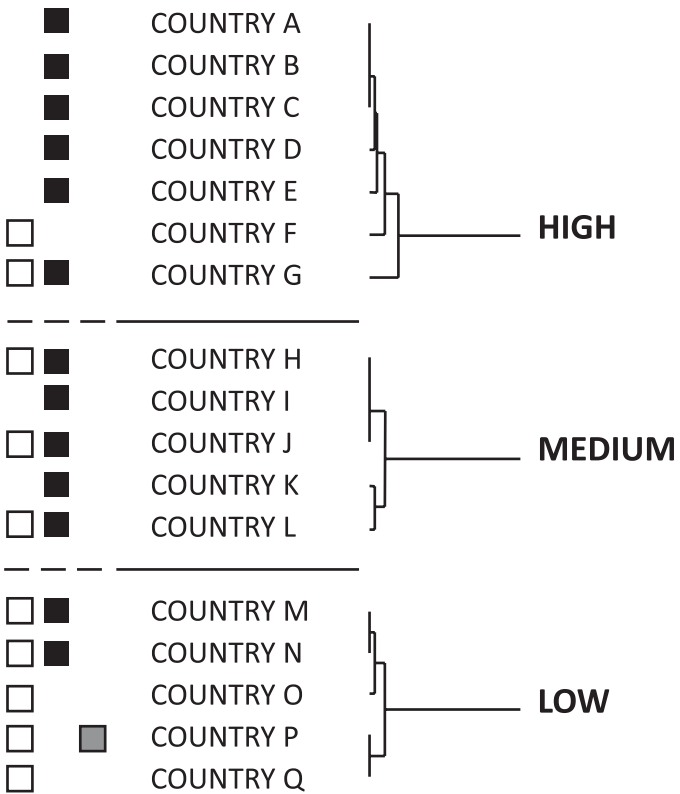 COUNTRY A
COUNTRY B
COUNTRY C
COUNTRY D
COUNTRY E
COUNTRY F
HIGH
COUNTRY G
COUNTRY H
COUNTRY I
COUNTRY J
MEDIUM
COUNTRY K
COUNTRY L
COUNTRY M
COUNTRY N
COUNTRY O
LOW
COUNTRY P
COUNTRY Q